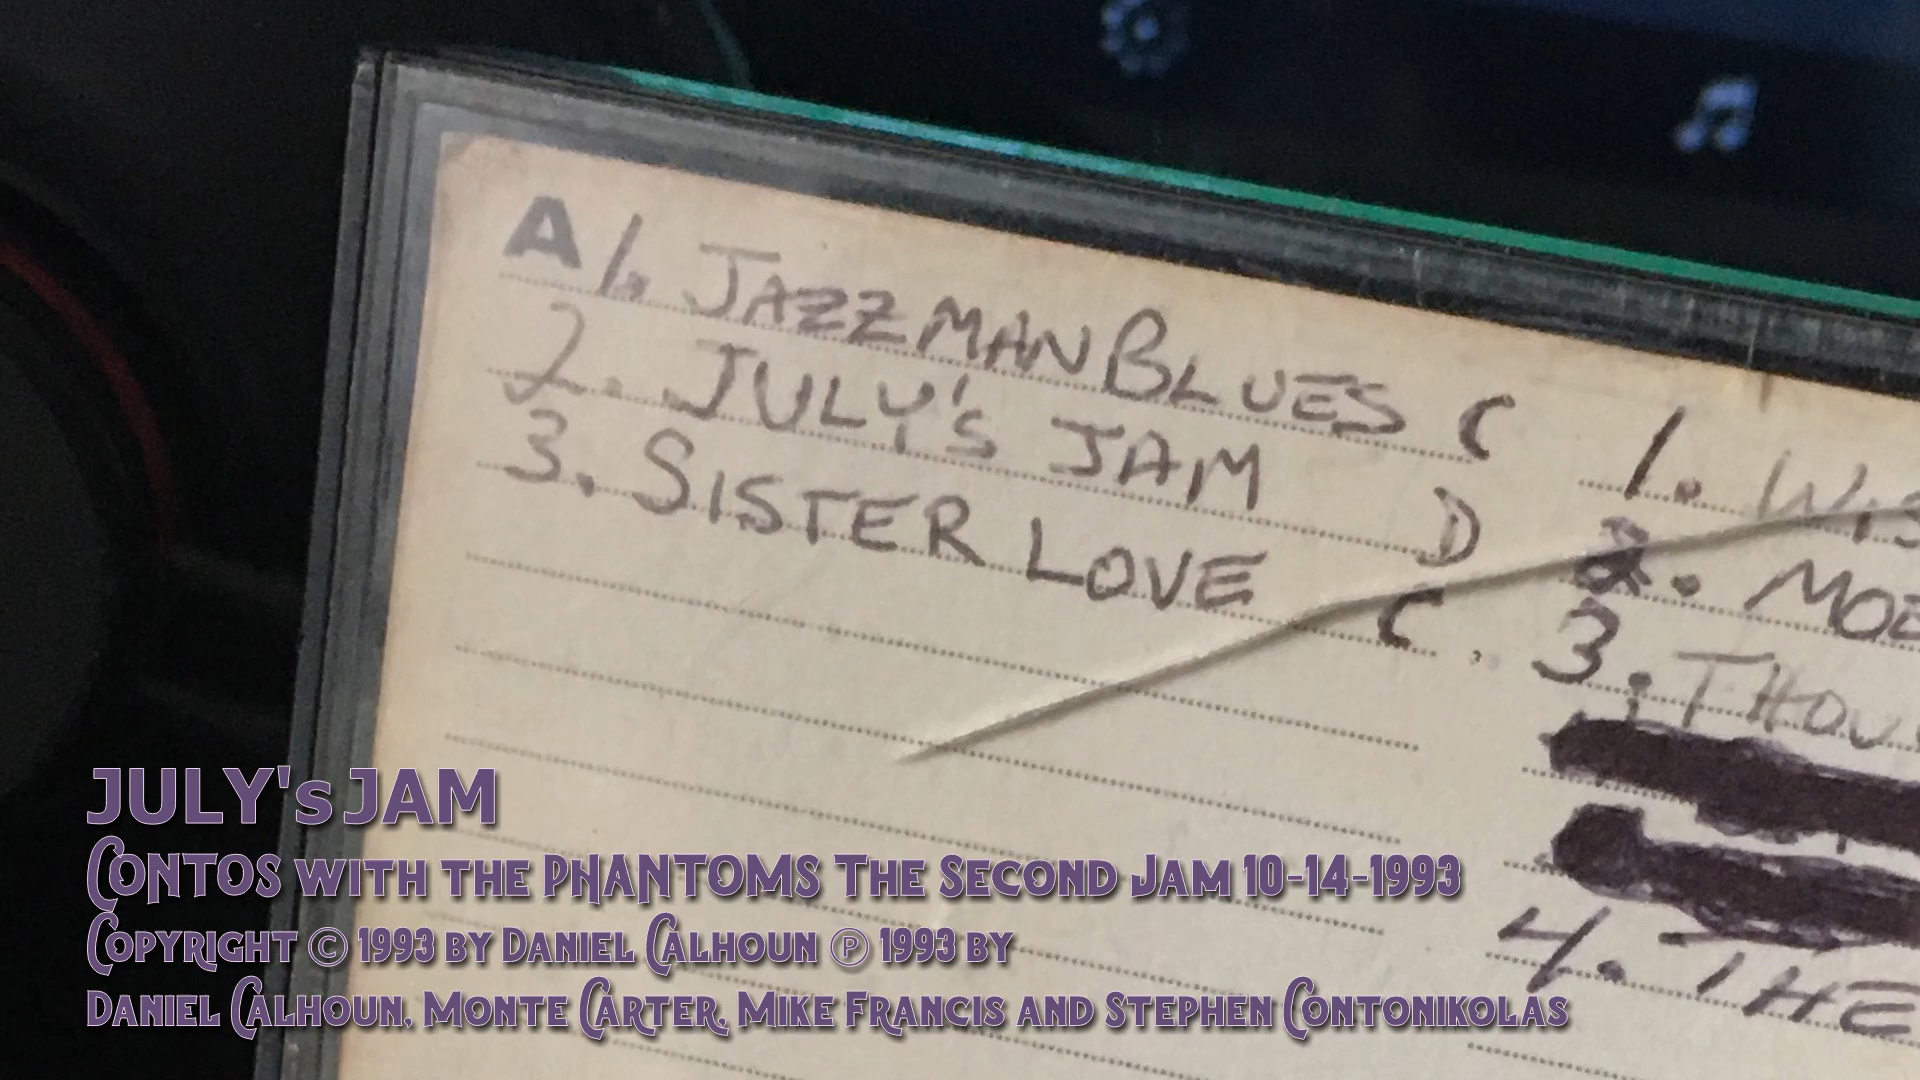 A 1. JAZZMAN BLUES C
2. JULY'S JAM D
3. SISTER LOVE C
1.
2.
3.
4. THE
JULY's JAM
Contos with the Phantoms The Second Jam 10-14-1993
Copyright © 1993 by Daniel Calhoun ℗ 1993 by
Daniel Calhoun, Monte Carter, Mike Francis and Stephen Contonikolas